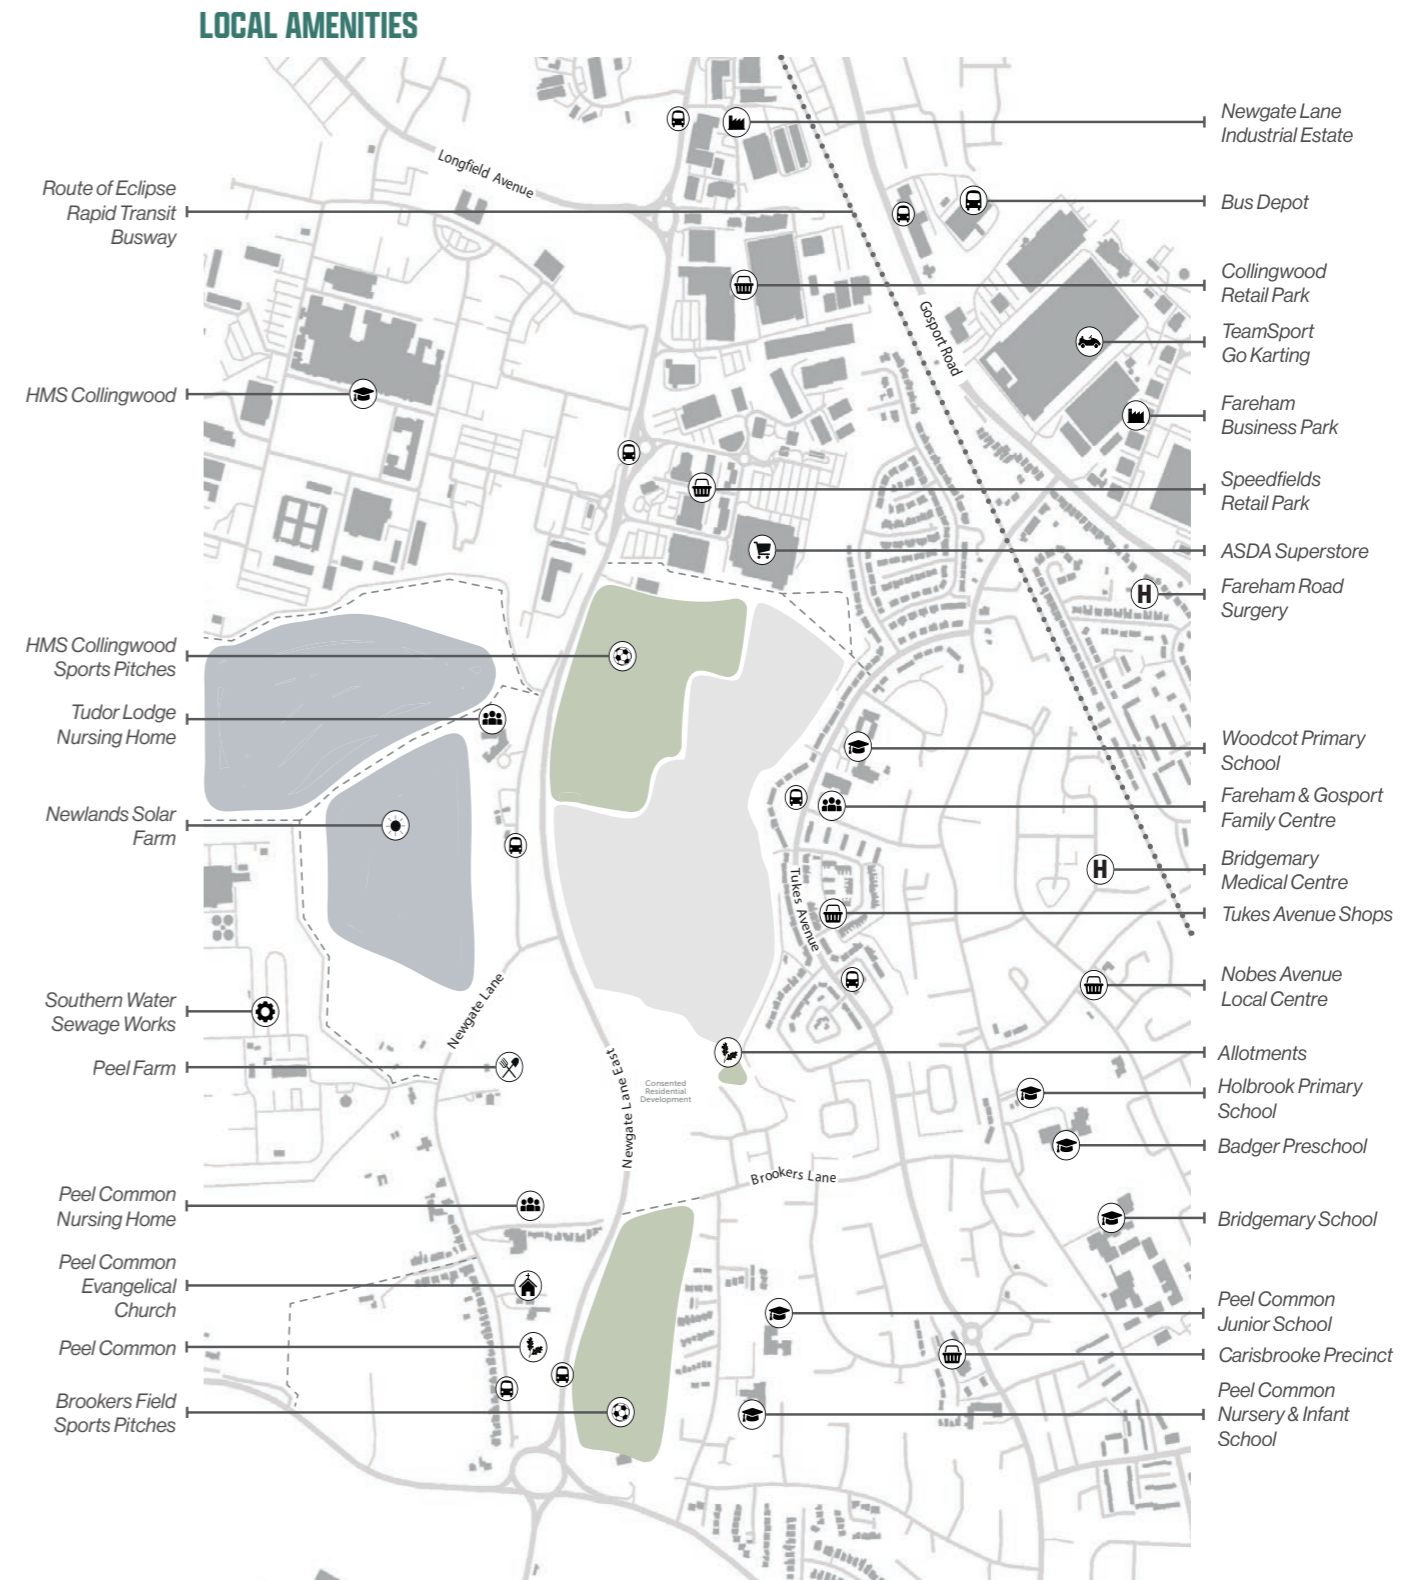 LOCAL AMENITIES
Newgate Lane
Industrial Estate
Longfield Avenue
Route of Eclipse
Rapid Transit
Busway
Bus Depot
Collingwood
Retail Park
Gosport Road
TeamSport
Go Karting
HMS Collingwood
Fareham
Business Park
Speedfields
Retail Park
ASDA Superstore
Fareham Road
Surgery
H
HMS Collingwood
Sports Pitches
Tudor Lodge
Nursing Home
Woodcot Primary
School
Newlands Solar
Farm
Fareham & Gosport
Family Centre
Bridgemary
Medical Centre
H
Tukes Avenue
Tukes Avenue Shops
Nobes Avenue
Local Centre
Southern Water
Sewage Works
Newgate Lane
Peel Farm
Newgate Lane East
Consented
Residential
Development
Allotments
Holbrook Primary
School
Badger Preschool
Brookers Lane
Peel Common
Nursing Home
Bridgemary School
Peel Common
Evangelical
Church
Peel Common
Junior School
Peel Common
Carisbrooke Precinct
Brookers Field
Sports Pitches
Peel Common
Nursery & Infant
School